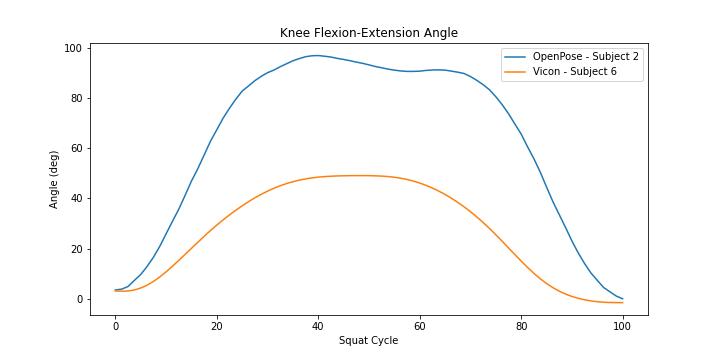 Knee Flexion-Extension Angle
OpenPose - Subject 2
Vicon - Subject 6
Angle (deg)
100
80
60
40
20
0
0 20 40 60 80 100
Squat Cycle